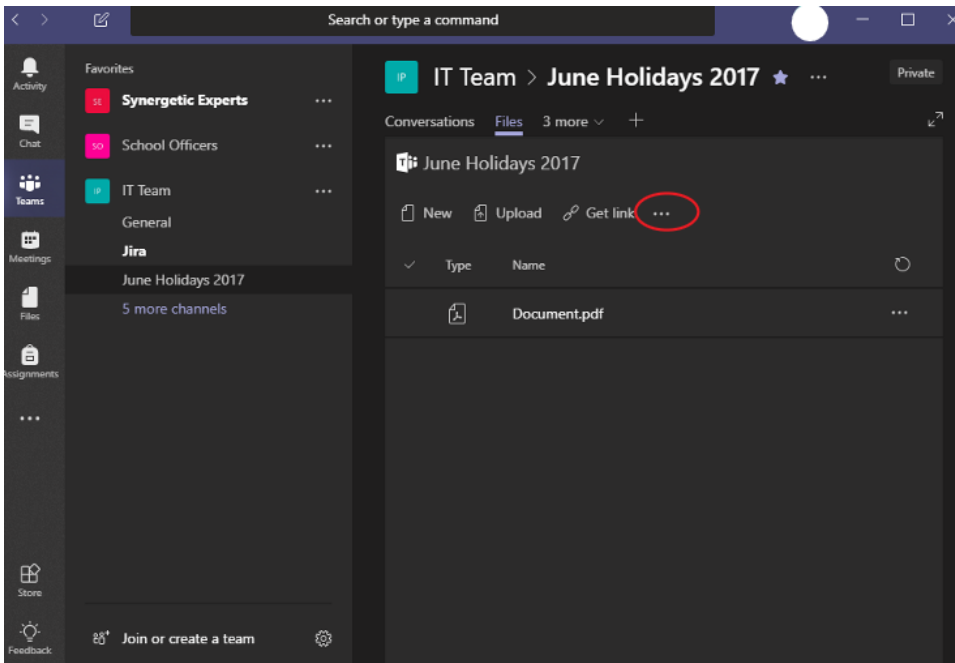 Search or type a command
Activity
Chat
Teams
Meetings
Files
Assignments
Store
Feedback
Favorites
SE Synergetic Experts
SO School Officers
IP IT Team
General
Jira
June Holidays 2017
5 more channels
Join or create a team
IP IT Team > June Holidays 2017
Private
Conversations Files 3 more
June Holidays 2017
New Upload Get link
Type Name
Document.pdf